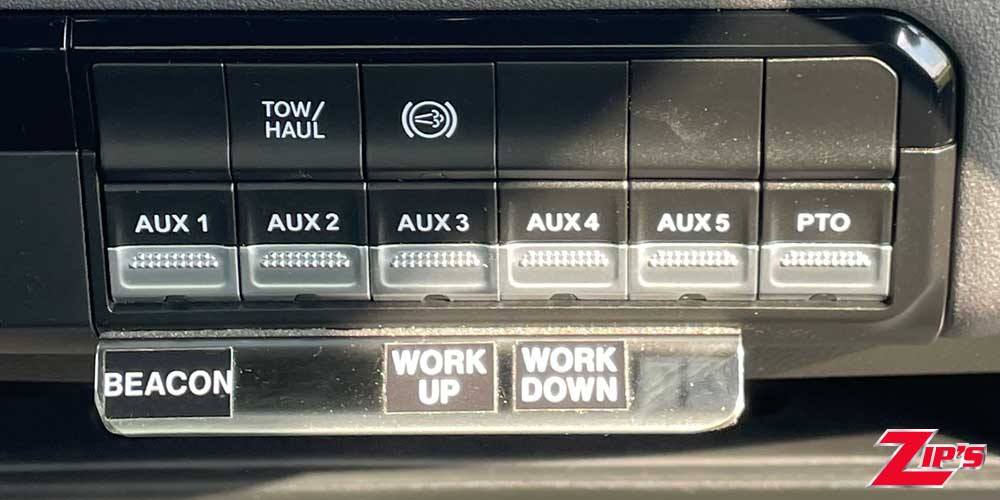 TOW/
HAUL
AUX 1 AUX 2 AUX 3 AUX 4 AUX 5 PTO
BEACON
WORK
UP
WORK
DOWN
ZIP'S